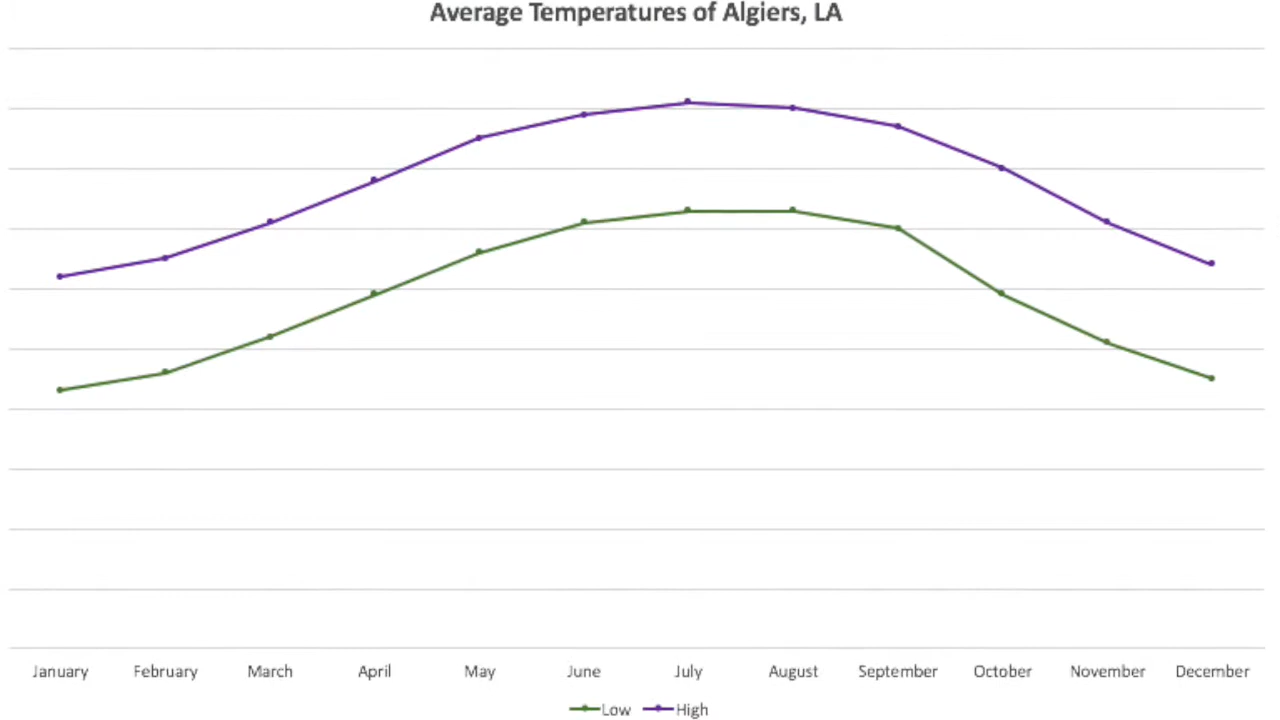 Average Temperatures of Algiers, LA
January February March April May June July August September October November December
Low High